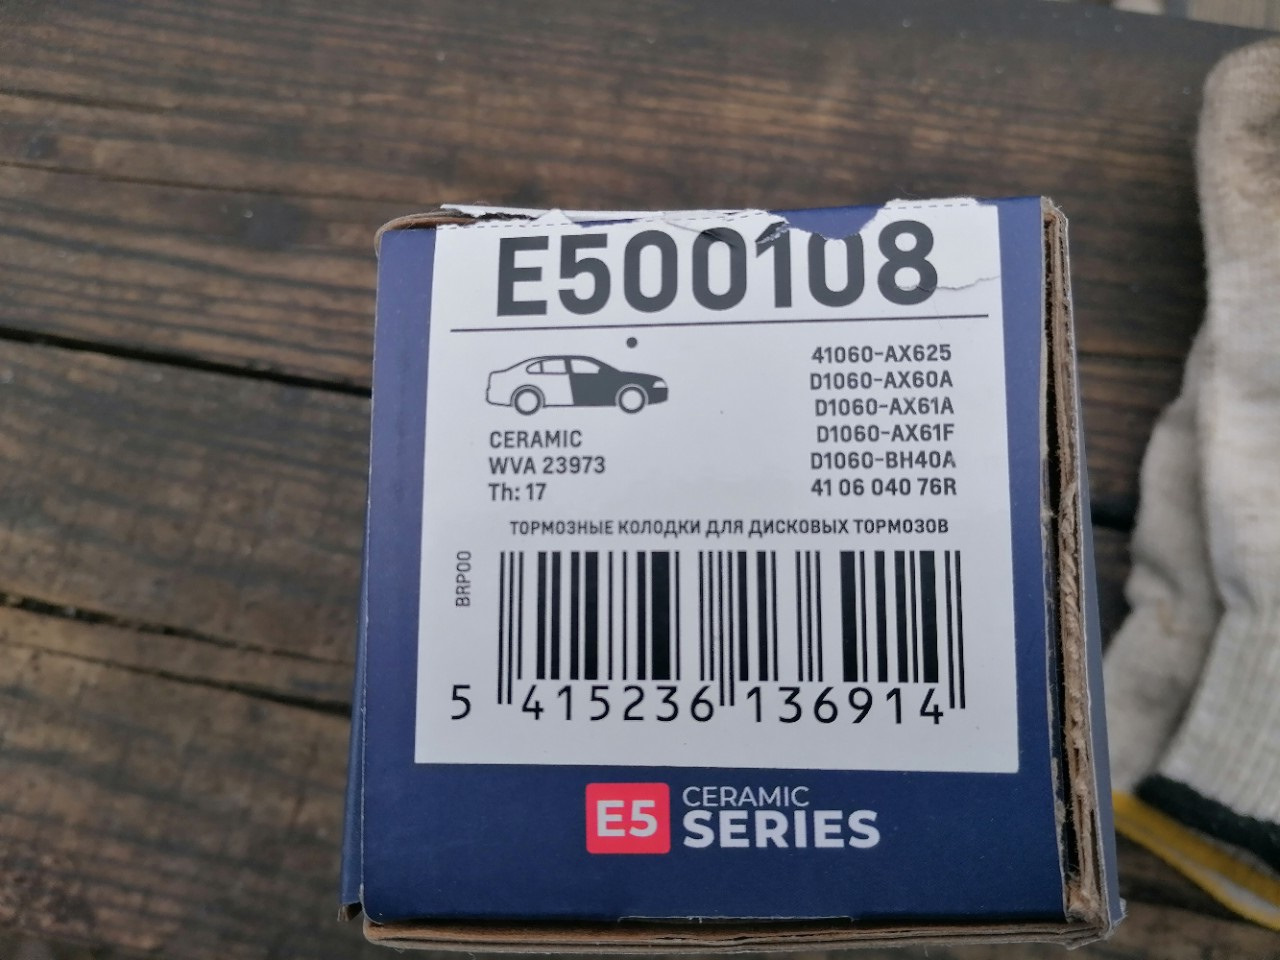 E500108
41060-AX625
D1060-AX60A
D1060-AX61A
D1060-AX61F
D1060-BH40A
41 06 040 76R
CERAMIC
WVA 23973
Th: 17
ТОРМОЗНЫЕ КОЛОДКИ ДЛЯ ДИСКОВЫХ ТОРМОЗОВ
BRP00
5 415236 136914
E5 CERAMIC
SERIES